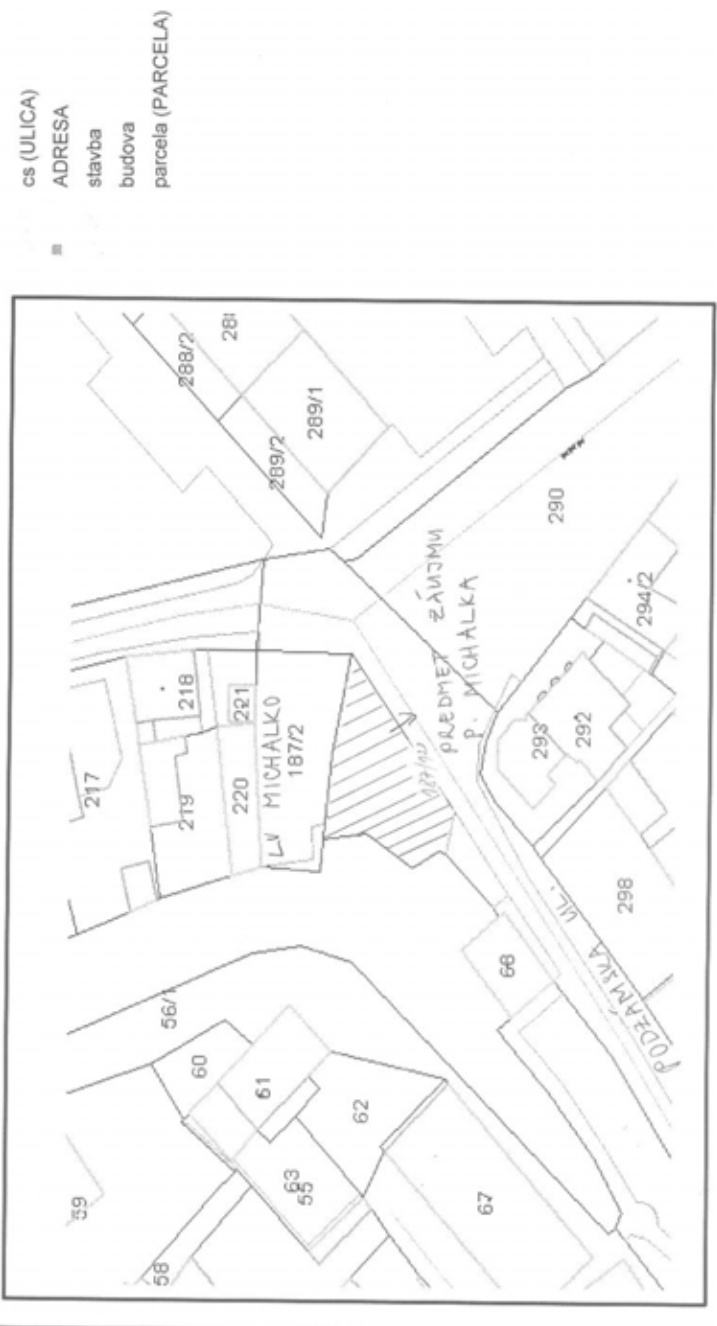 cs (ULICA)
ADRESA
stavba
budova
parcela (PARCELA)
288/2
28
289/2
289/1
290
294/2
217
218
219
221
220
LV MICHALKO
187/2
PREDMET ZÁUJMU
P. MICHALKA
293
292
298
PODZÁMSKA UL.
56/1
68
60
61
62
63
55
67
59
58